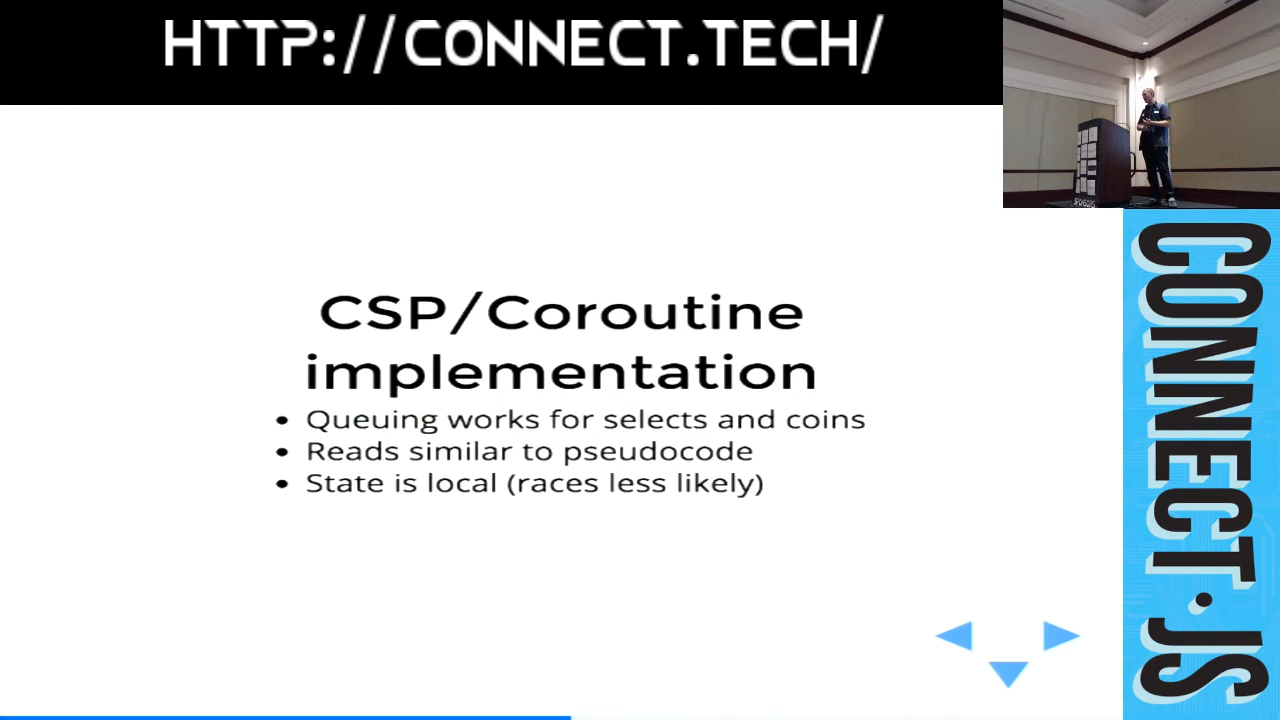 HTTP://CONNECT.TECH/
CSP/Coroutine
implementation
• Queuing works for selects and coins
• Reads similar to pseudocode
• State is local (races less likely)
CONNECT·JS
SPONSORS